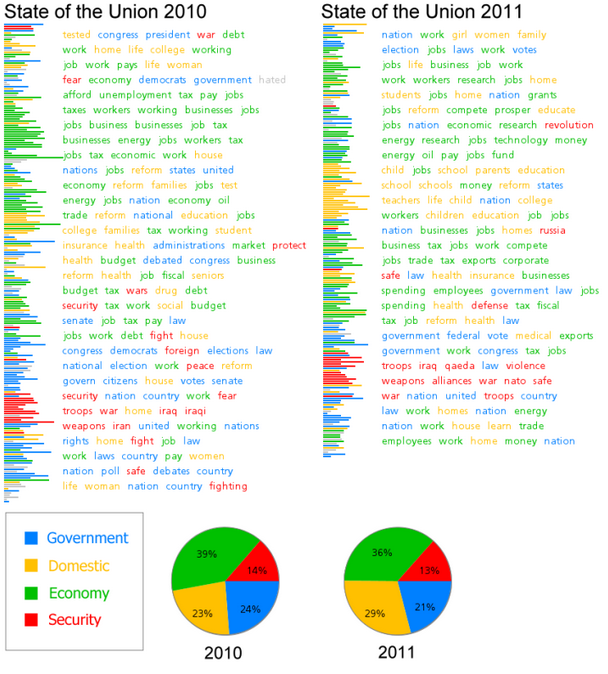 State of the Union 2010
tested congress president war debt
work home life college working
job work pays life woman
fear economy democrats government hated
afford unemployment tax pay jobs
taxes workers working businesses jobs
jobs business businesses job tax
businesses energy jobs workers tax
jobs tax economic work house
nations jobs reform states united
economy reform families jobs test
energy jobs nation economy oil
trade reform national education jobs
college families tax working student
insurance health administrations market protect
health budget debated congress business
reform health job fiscal seniors
budget tax wars drug debt
security tax work social budget
senate job tax pay law
jobs work debt fight house
congress democrats foreign elections law
national election work peace reform
govern citizens house votes senate
security nation country work fear
troops war home iraq iraqi
weapons iran united working nations
rights home fight job law
work laws country pay women
nation poll safe debates country
life woman nation country fighting
State of the Union 2011
nation work girl women family
election jobs laws work votes
jobs life business job work
work workers research jobs home
students jobs home nation grants
jobs reform compete prosper educate
jobs nation economic research revolution
energy research jobs technology money
energy oil pay jobs fund
child jobs school parents education
school schools money reform states
teachers life child nation college
workers children education job jobs
nation businesses jobs homes russia
business tax jobs work compete
jobs trade tax exports corporate
safe law health insurance businesses
spending employees government law jobs
spending health defense tax fiscal
tax job reform health law
government federal vote medical exports
government work congress tax jobs
troops iraq qaeda law violence
weapons alliances war nato safe
war nation united troops country
law work homes nation energy
nation work house learn trade
employees work home money nation
Government
Domestic
Economy
Security
39%
14%
23%
24%
2010
36%
13%
29%
21%
2011